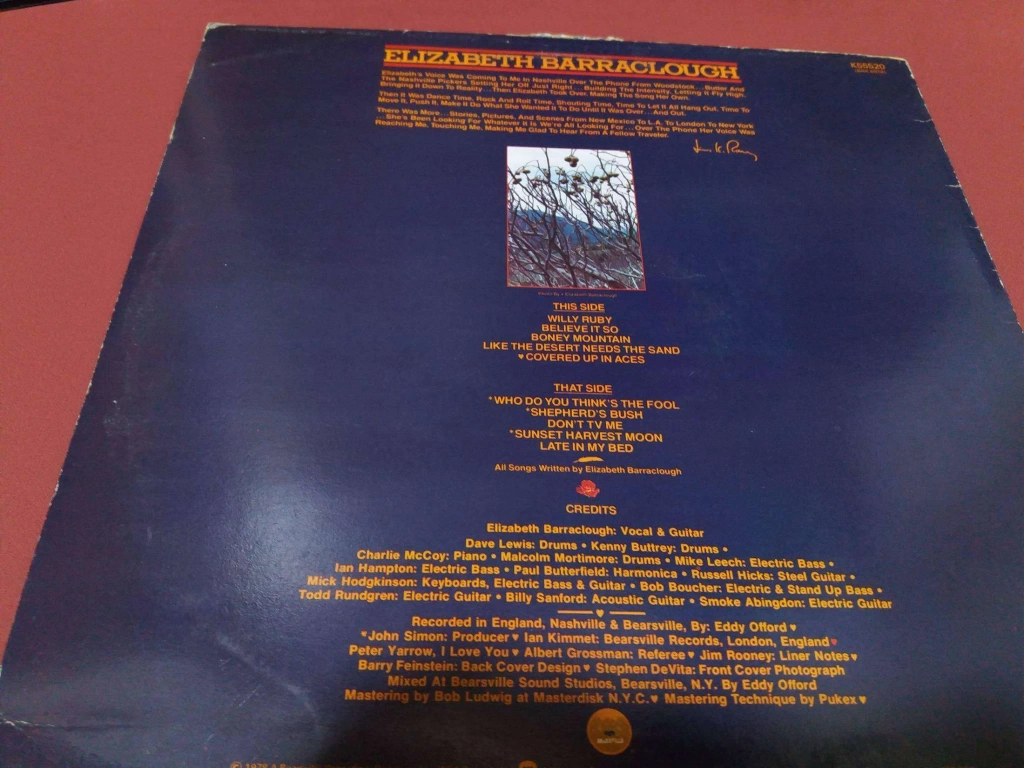 ELIZABETH BARRACLOUGH
K55520
Elizabeth's Voice Was Coming To Me In Nashville Over The Phone From Woodstock... Butter And
The Nashville Pickers Setting Her Off Just Right... Building The Intensity, Letting It Fly High,
Bringing It Down To Reality... Then Elizabeth Took Over, Making The Song Her Own.
Then It Was Dance Time, Rock And Roll Time, Shouting Time, Time To Let It All Hang Out, Time To
Move It, Push It, Make It Do What She Wanted It To Do Until It Was Over... And Out.
There Was More... Stories, Pictures, And Scenes From New Mexico To L.A. To London To New York
... She's Been Looking For Whatever It Is We're All Looking For... Over The Phone Her Voice Was
Reaching Me, Touching Me, Making Me Glad To Hear From A Fellow Traveler.
THIS SIDE
WILLY RUBY
BELIEVE IT SO
BONEY MOUNTAIN
LIKE THE DESERT NEEDS THE SAND
♥COVERED UP IN ACES
THAT SIDE
*WHO DO YOU THINK'S THE FOOL
*SHEPHERD'S BUSH
DON'T TV ME
*SUNSET HARVEST MOON
LATE IN MY BED
All Songs Written by Elizabeth Barraclough
CREDITS
Elizabeth Barraclough: Vocal & Guitar
Dave Lewis: Drums • Kenny Buttrey: Drums •
Charlie McCoy: Piano • Malcolm Mortimore: Drums • Mike Leech: Electric Bass •
Ian Hampton: Electric Bass • Paul Butterfield: Harmonica • Russell Hicks: Steel Guitar •
Mick Hodgkinson: Keyboards, Electric Bass & Guitar • Bob Boucher: Electric & Stand Up Bass •
Todd Rundgren: Electric Guitar • Billy Sanford: Acoustic Guitar • Smoke Abingdon: Electric Guitar
Recorded in England, Nashville & Bearsville, By: Eddy Offord ♥
*John Simon: Producer ♥ Ian Kimmet: Bearsville Records, London, England ♥
Peter Yarrow, I Love You ♥ Albert Grossman: Referee ♥ Jim Rooney: Liner Notes ♥
Barry Feinstein: Back Cover Design ♥ Stephen DeVita: Front Cover Photograph
Mixed At Bearsville Sound Studios, Bearsville, N.Y. By Eddy Offord
Mastering by Bob Ludwig at Masterdisk N.Y.C. ♥ Mastering Technique by Pukex ♥